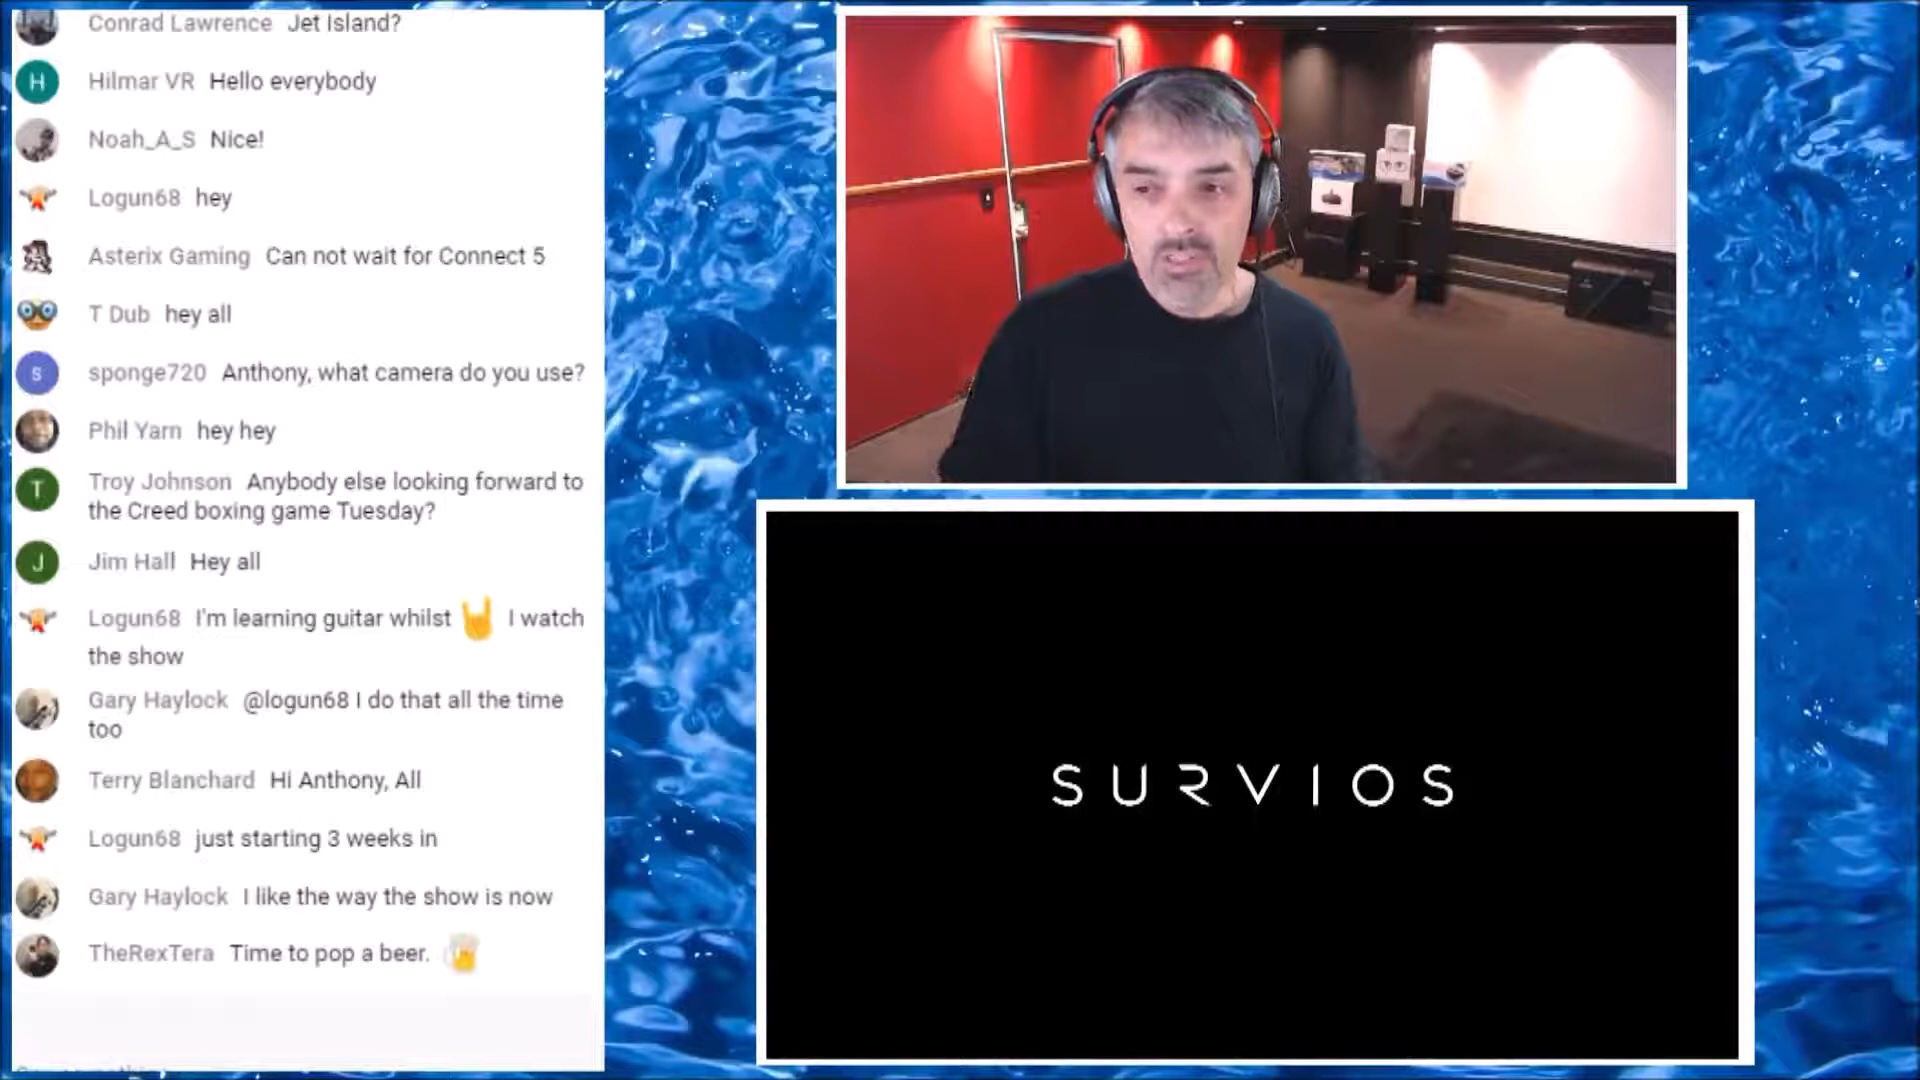 Conrad Lawrence Jet Island?
H Hilmar VR Hello everybody
Noah_A_S Nice!
Logun68 hey
Asterix Gaming Can not wait for Connect 5
T Dub hey all
s sponge720 Anthony, what camera do you use?
Phil Yarn hey hey
T Troy Johnson Anybody else looking forward to
the Creed boxing game Tuesday?
J Jim Hall Hey all
Logun68 I'm learning guitar whilst 🤘 I watch
the show
Gary Haylock @logun68 I do that all the time
too
Terry Blanchard Hi Anthony, All
Logun68 just starting 3 weeks in
Gary Haylock I like the way the show is now
TheRexTera Time to pop a beer. 🍺
SURVIOS